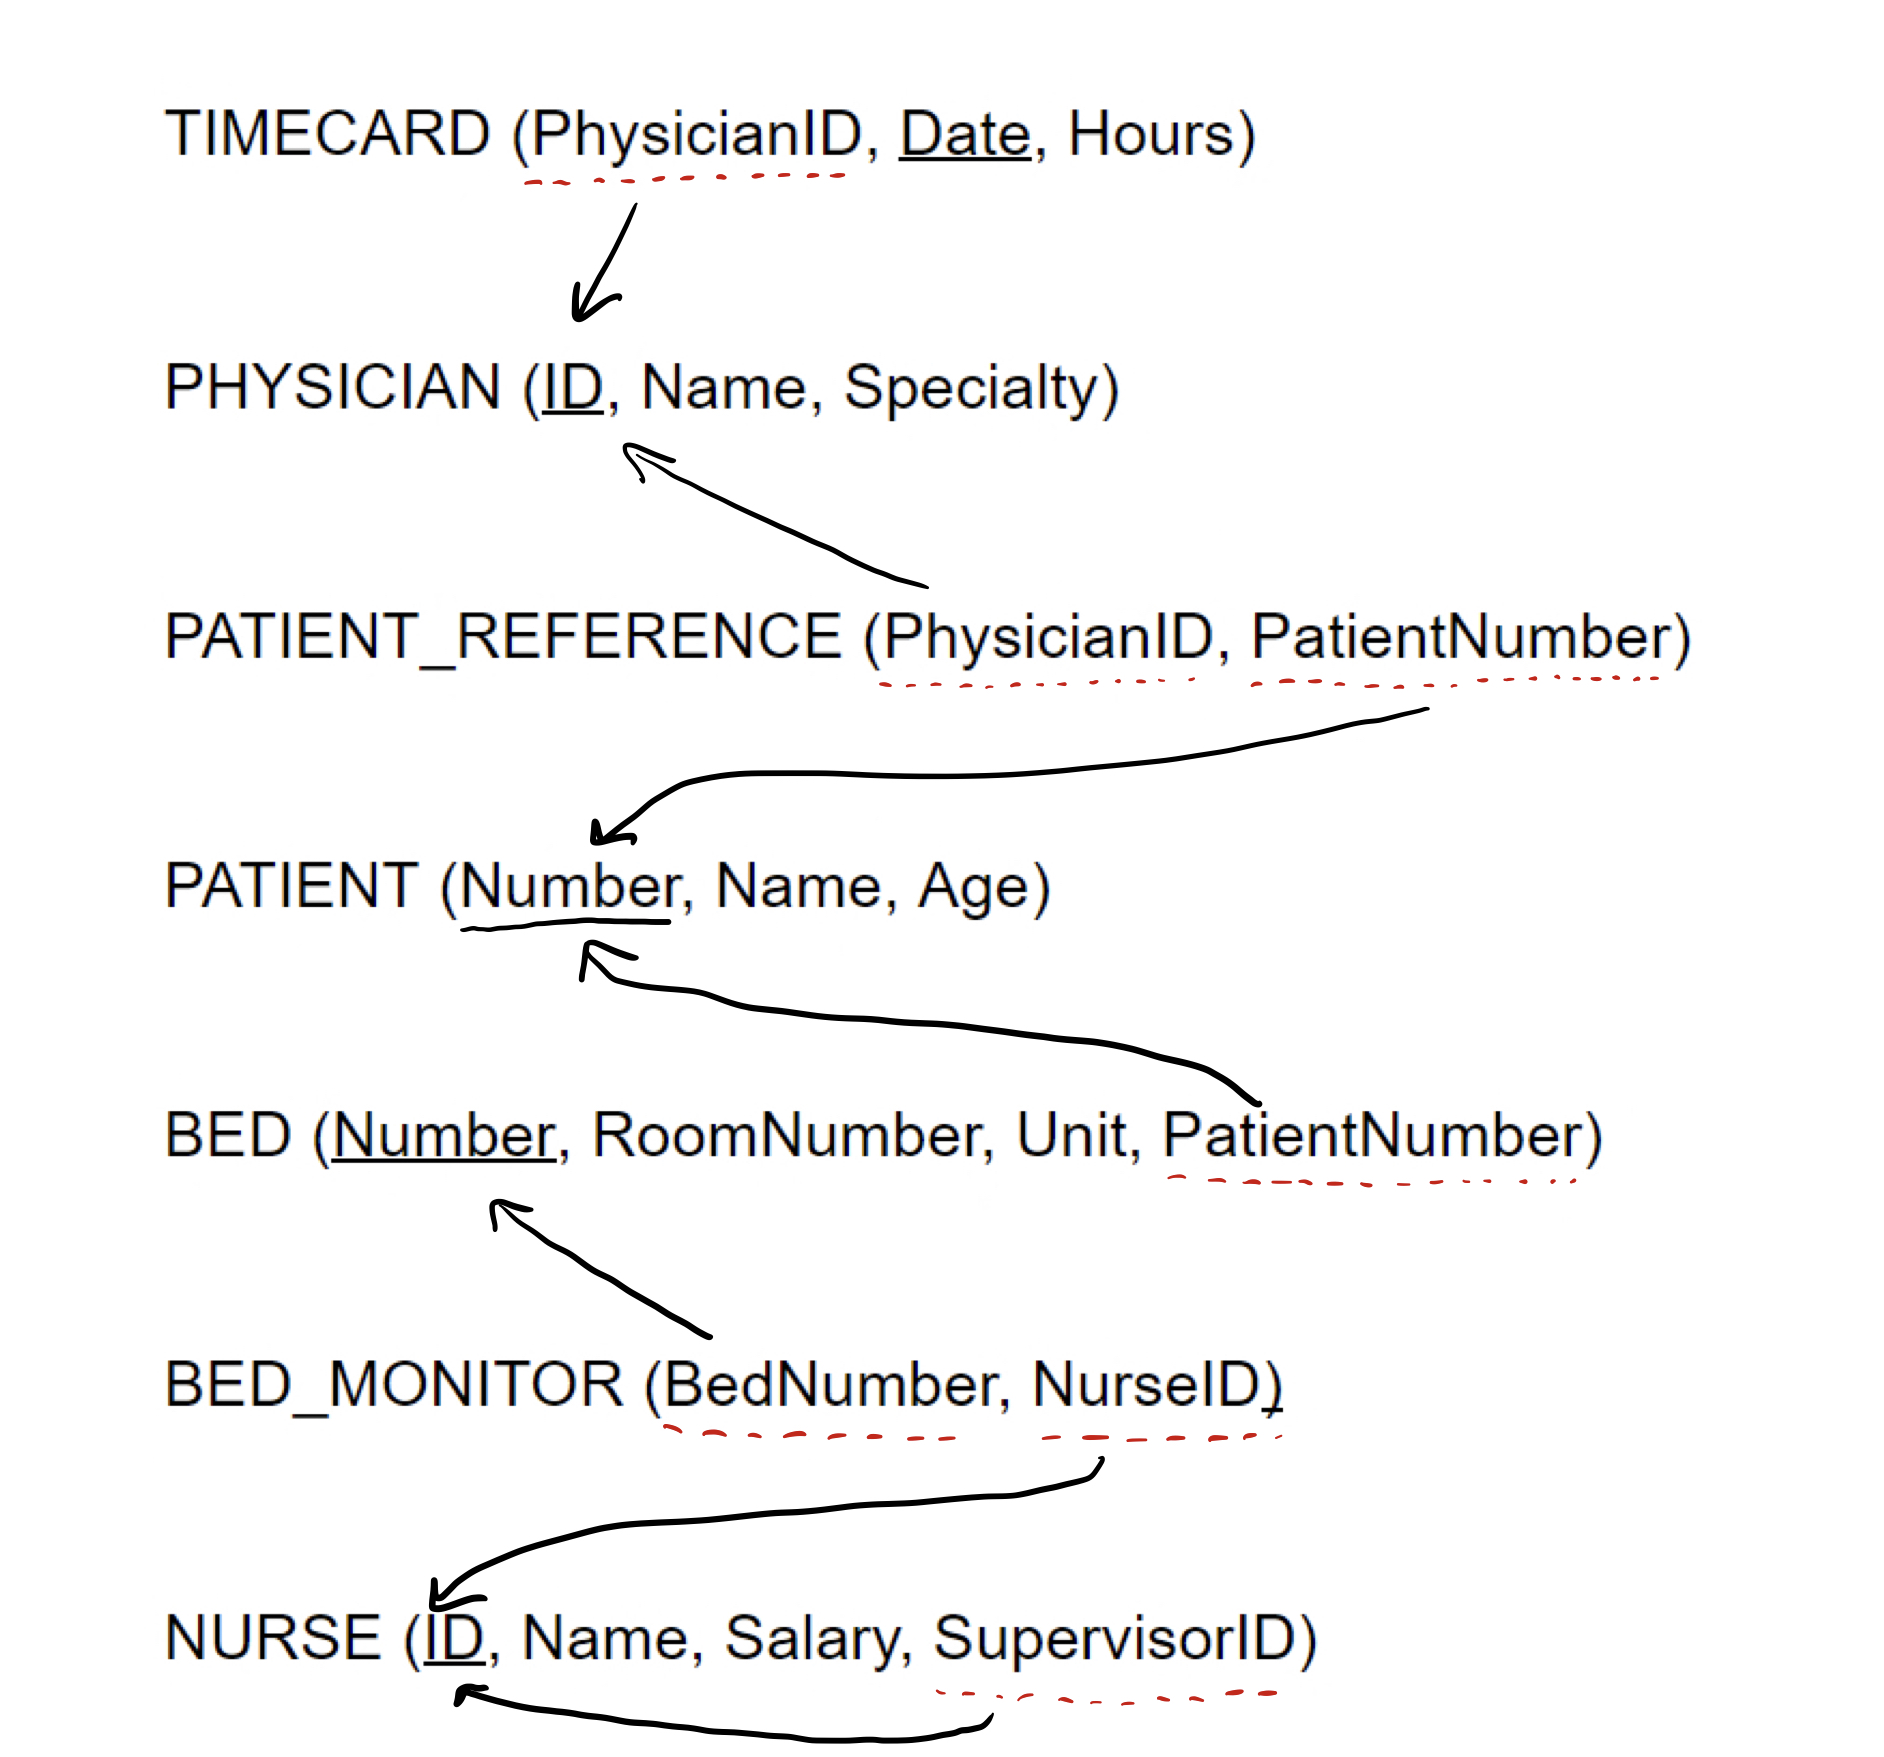 TIMECARD (PhysicianID, Date, Hours)
PHYSICIAN (ID, Name, Specialty)
PATIENT_REFERENCE (PhysicianID, PatientNumber)
PATIENT (Number, Name, Age)
BED (Number, RoomNumber, Unit, PatientNumber)
BED_MONITOR (BedNumber, NurseID)
NURSE (ID, Name, Salary, SupervisorID)